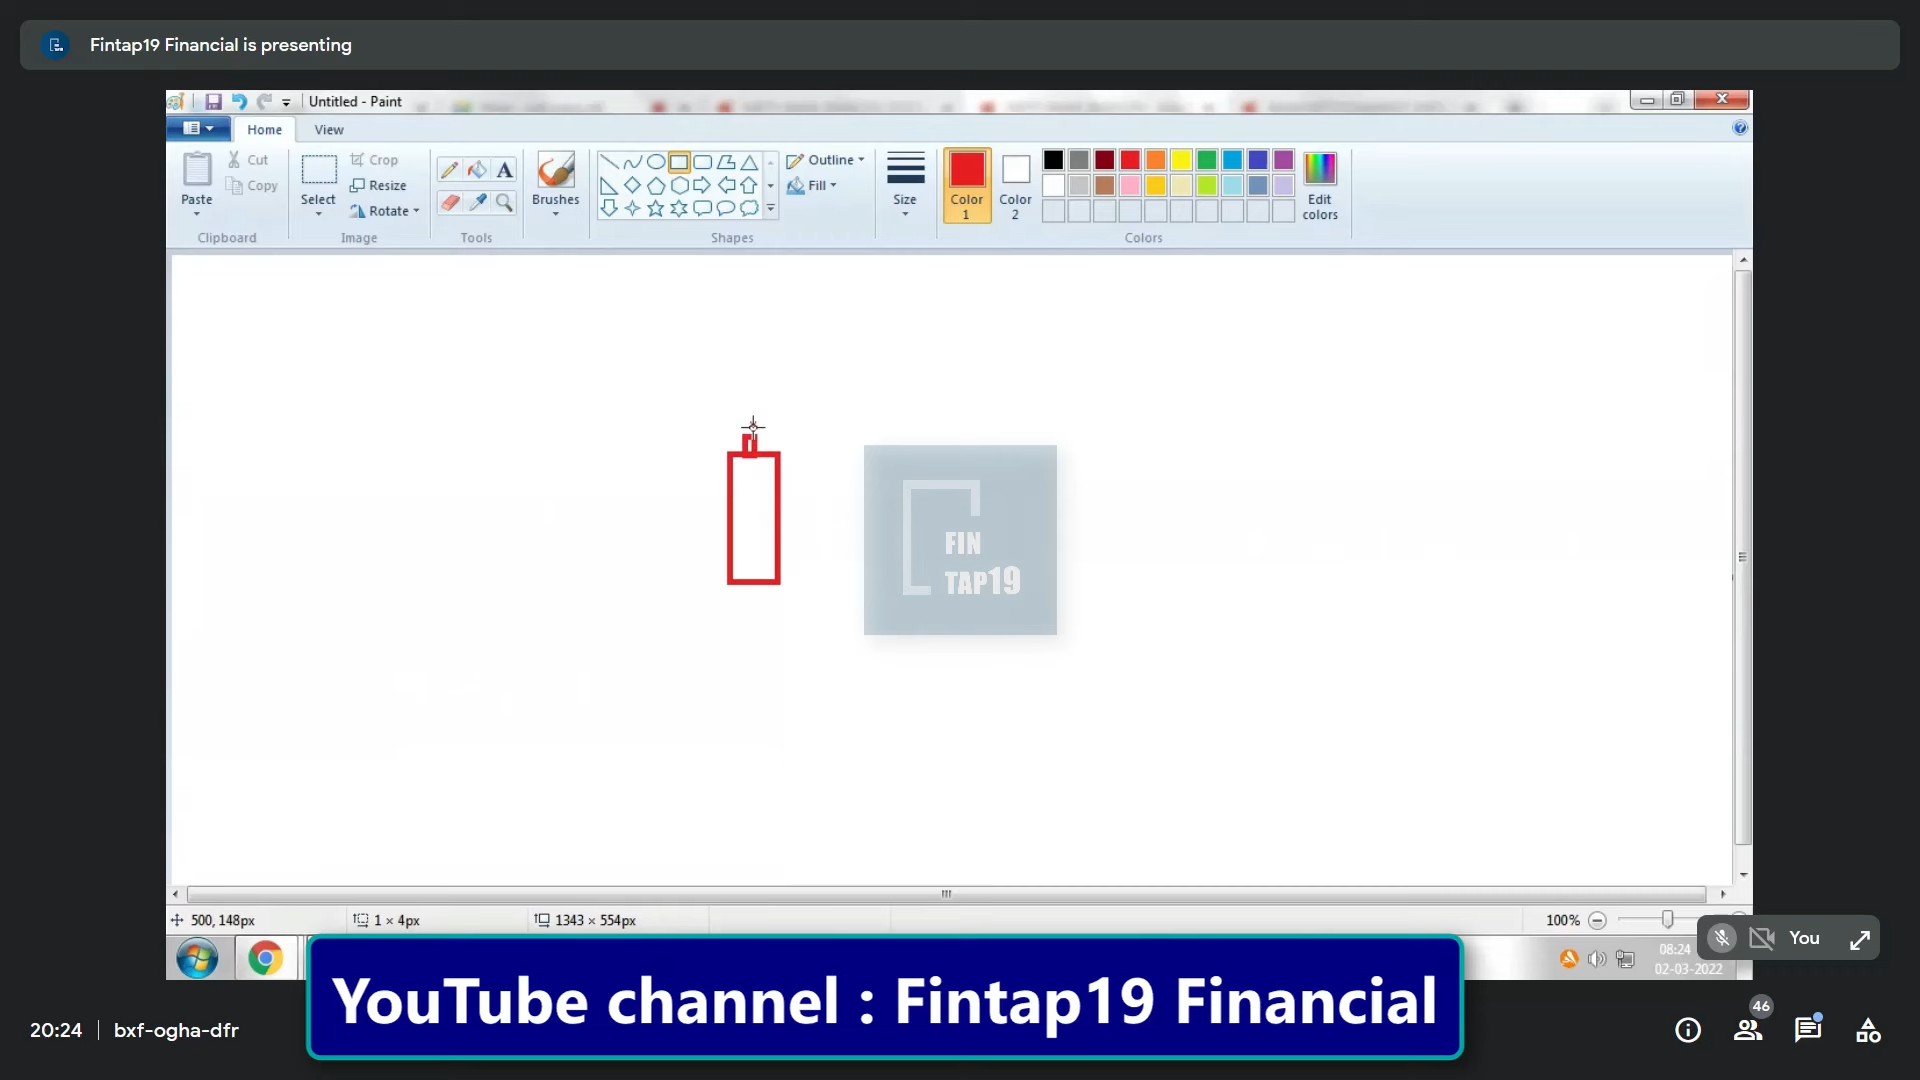 Fintap19 Financial is presenting
Untitled - Paint
Home
View
Paste
Cut
Copy
Clipboard
Select
Crop
Resize
Rotate
Image
A
Tools
Brushes
Shapes
Outline
Fill
Size
Color
1
Color
2
Edit
colors
Colors
FIN
TAP19
500, 148px
1 × 4px
1343 × 554px
100%
You
08:24
02-03-2022
YouTube channel : Fintap19 Financial
20:24
bxf-ogha-dfr
46